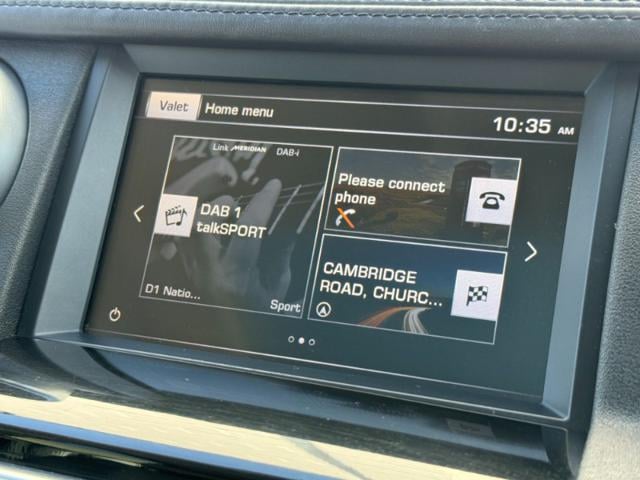 Valet
Home menu
10:35 AM
Link MERIDIAN DAB-i
DAB 1
talkSPORT
D1 Natio...
Sport
Please connect
phone
CAMBRIDGE
ROAD, CHURC...